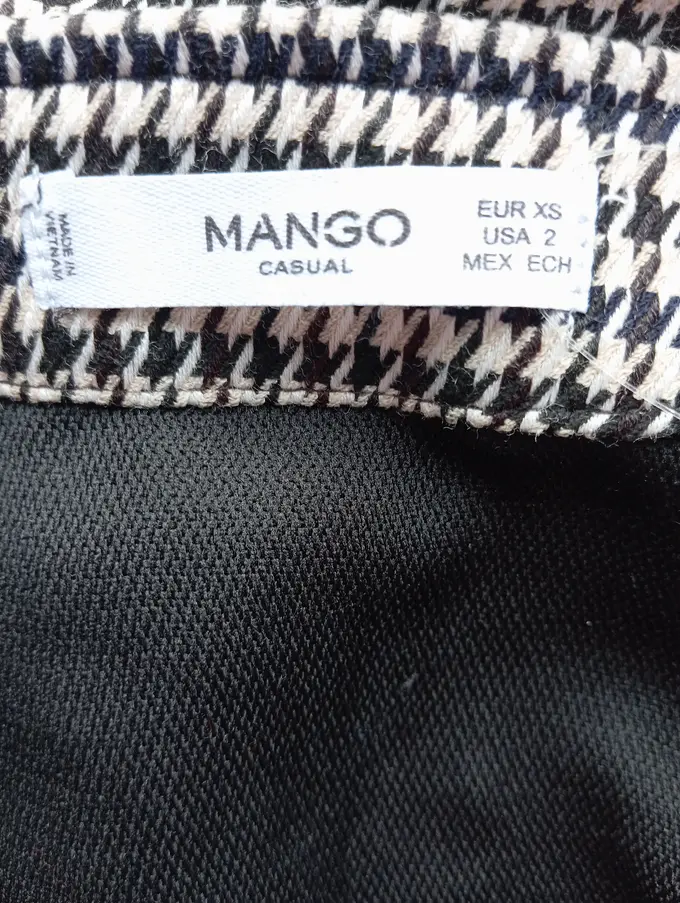 MADE IN
VIETNAM
MANGO
CASUAL
EUR XS
USA 2
MEX ECH